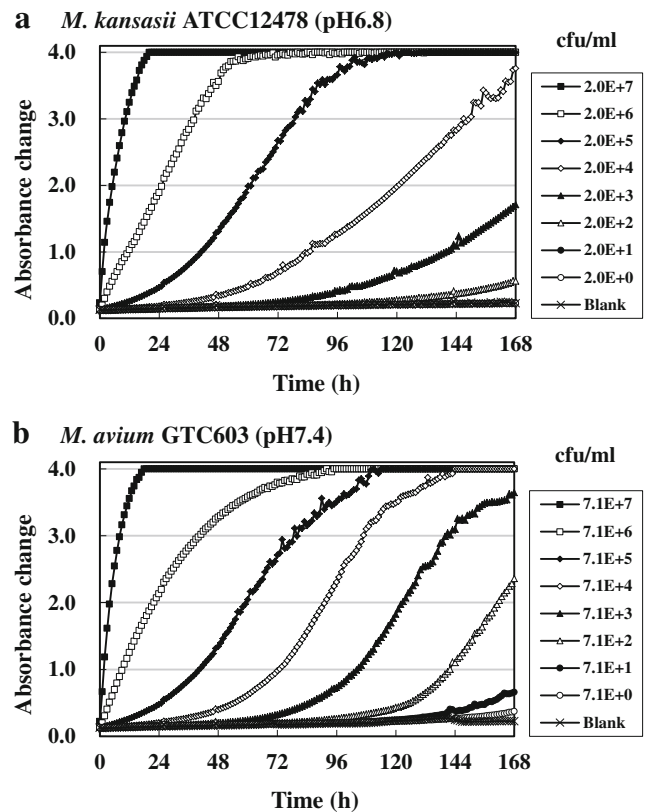 a M. kansasii ATCC12478 (pH6.8)
cfu/ml
Absorbance change
4.0
3.0
2.0
1.0
0.0
0 24 48 72 96 120 144 168
Time (h)
2.0E+7
2.0E+6
2.0E+5
2.0E+4
2.0E+3
2.0E+2
2.0E+1
2.0E+0
Blank
b M. avium GTC603 (pH7.4)
cfu/ml
Absorbance change
4.0
3.0
2.0
1.0
0.0
0 24 48 72 96 120 144 168
Time (h)
7.1E+7
7.1E+6
7.1E+5
7.1E+4
7.1E+3
7.1E+2
7.1E+1
7.1E+0
Blank